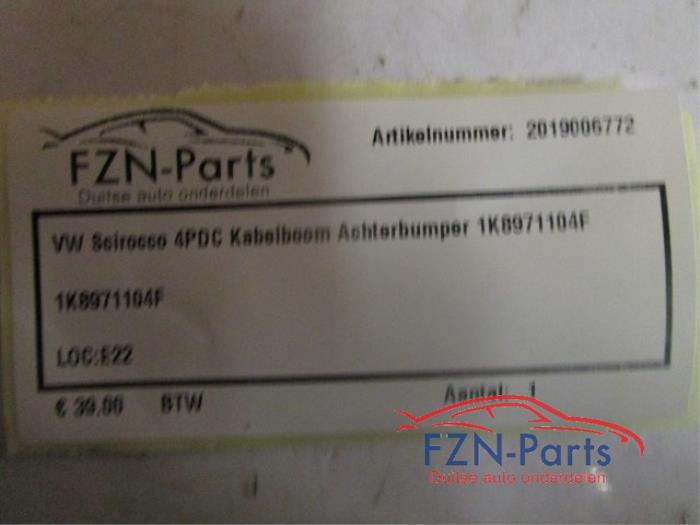 FZN-Parts
Duitse auto onderdelen
Artikelnummer: 2019006772
VW Scirocco 4PDC Kabelboom Achterbumper 1K8971104F
1K8971104F
LOC:E22
€ 39.00 BTW
Aantal: 1
FZN-Parts
Duitse auto onderdelen